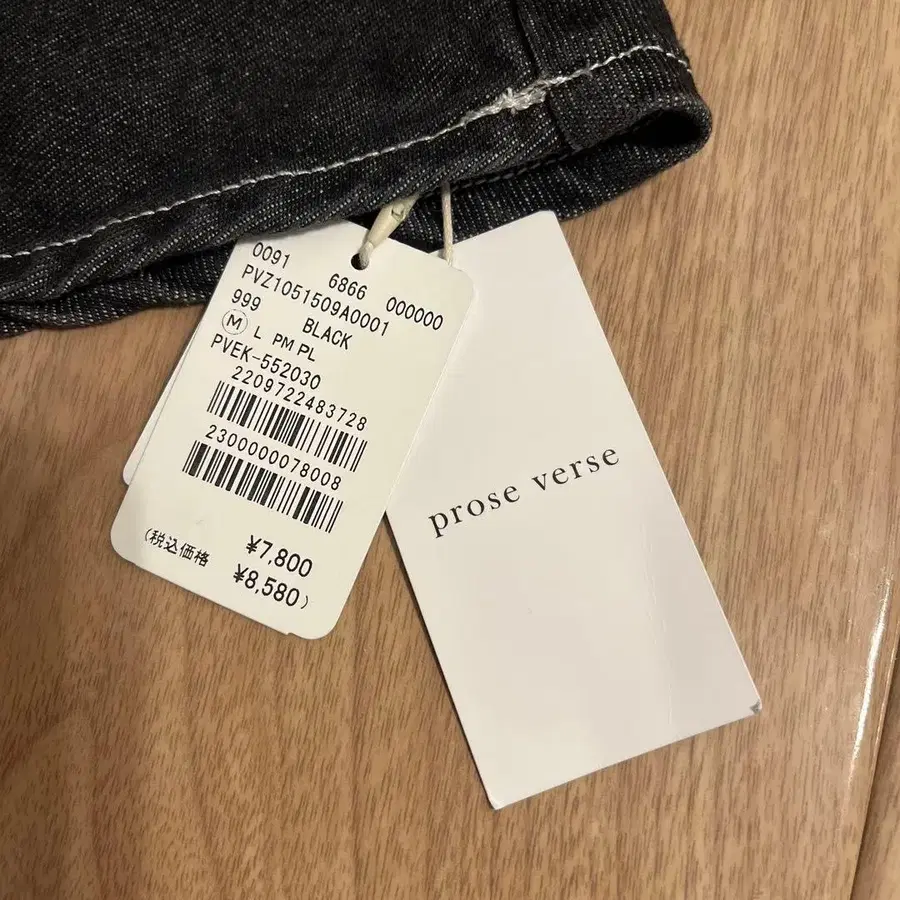 0091 6866 000000
PVZ1051509A0001
999 BLACK
M L PM PL
PVEK-552030
2209722483728
2300000078008
¥7,800
(税込価格 ¥8,580)
prose verse